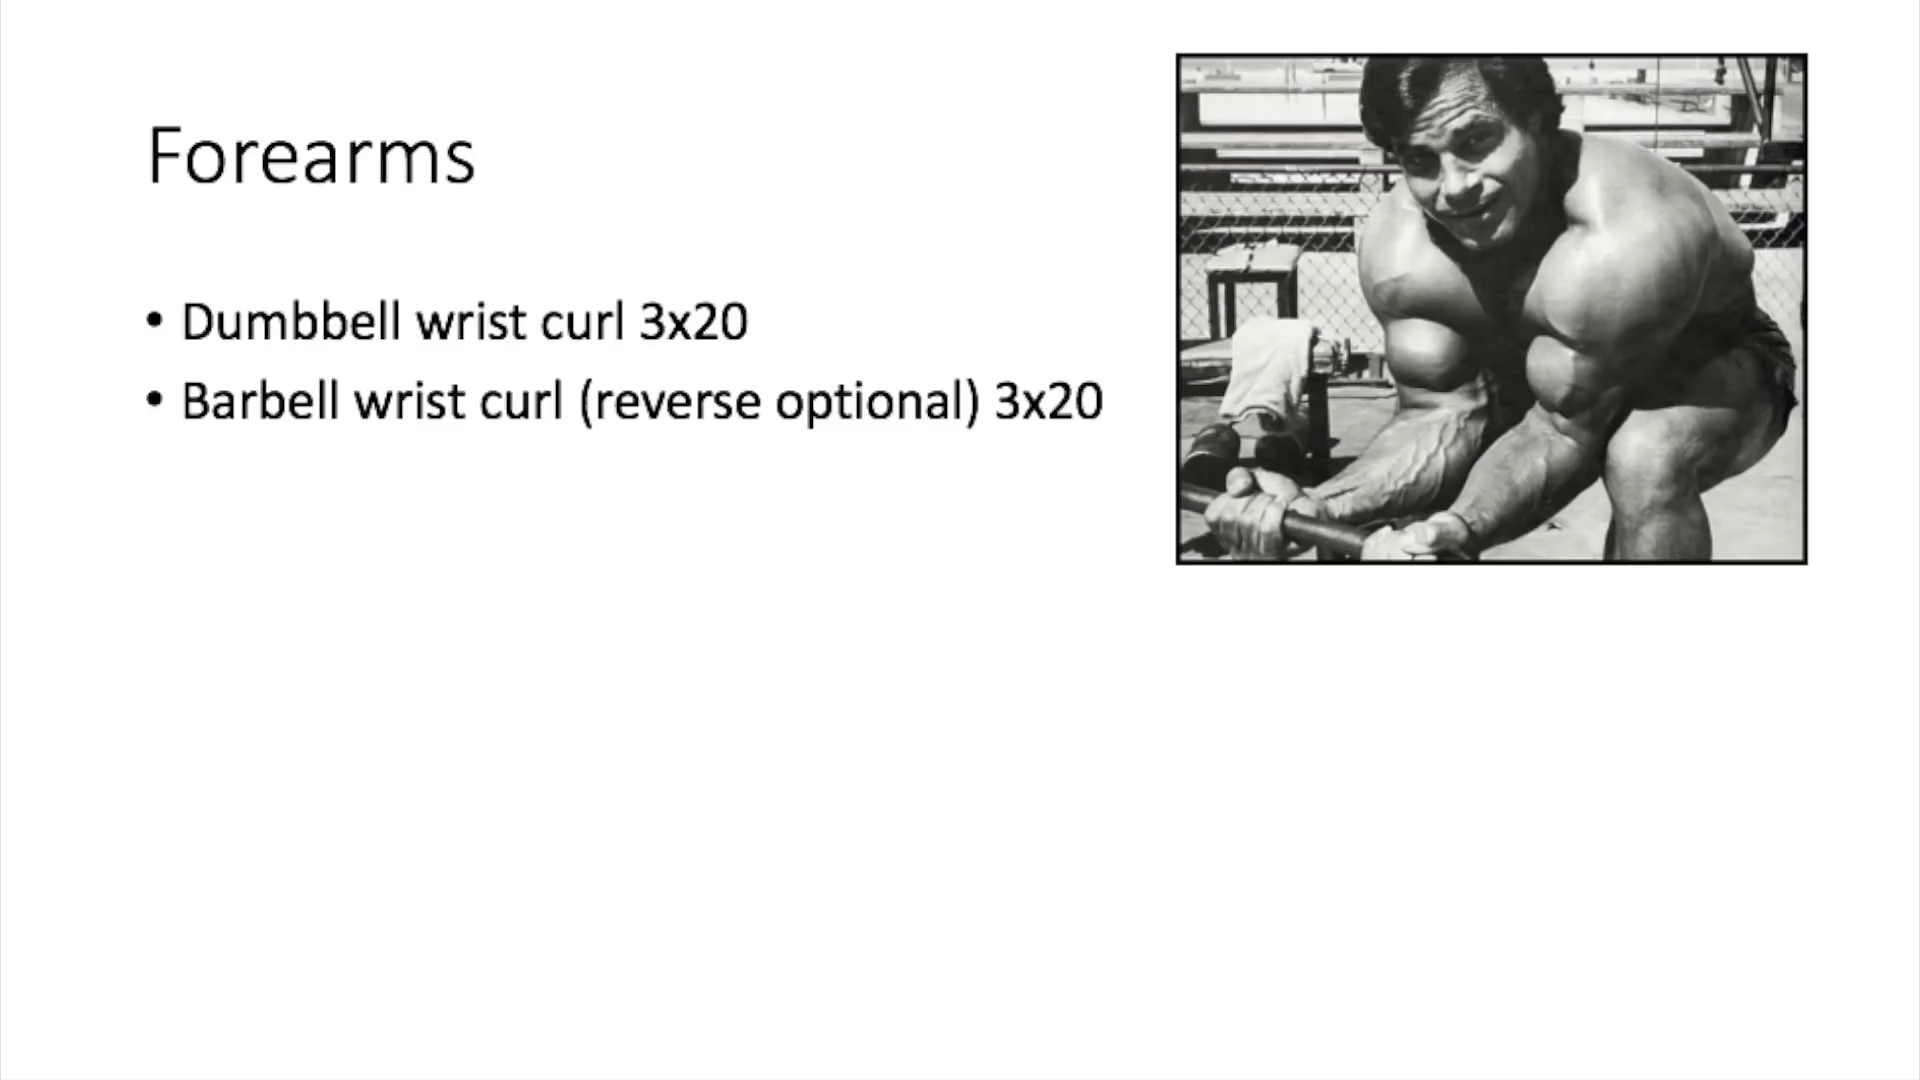 Forearms
• Dumbbell wrist curl 3x20
• Barbell wrist curl (reverse optional) 3x20